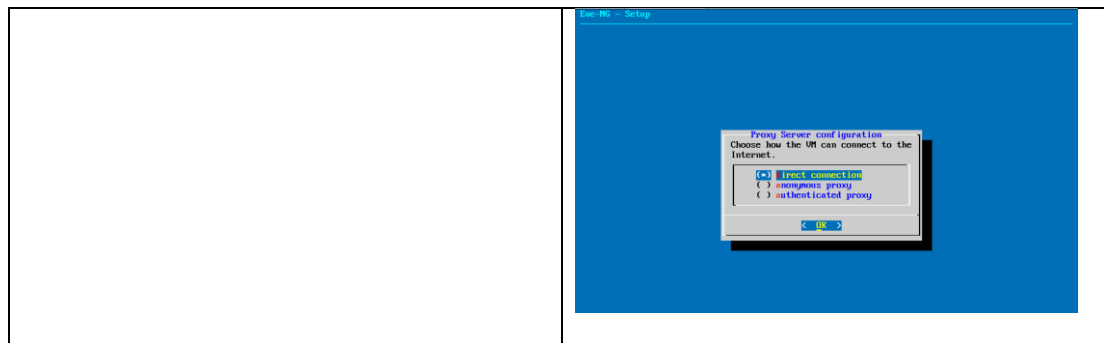 Eve-NG - Setup
Proxy Server configuration
Choose how the VM can connect to the
Internet.
(*) direct connection
( ) anonymous proxy
( ) authenticated proxy
< OK >